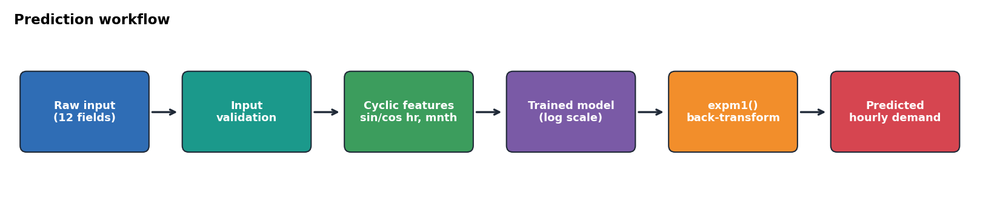 Prediction workflow
Raw input
(12 fields)
Input
validation
Cyclic features
sin/cos hr, mnth
Trained model
(log scale)
expm1()
back-transform
Predicted
hourly demand